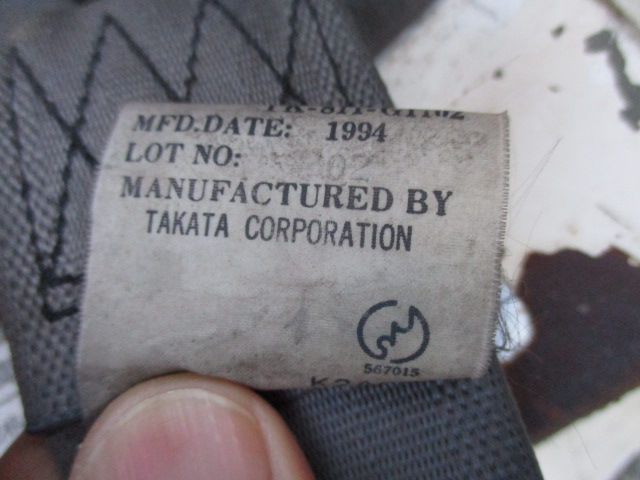 MFD.DATE: 1994
LOT NO:
MANUFACTURED BY
TAKATA CORPORATION
567015